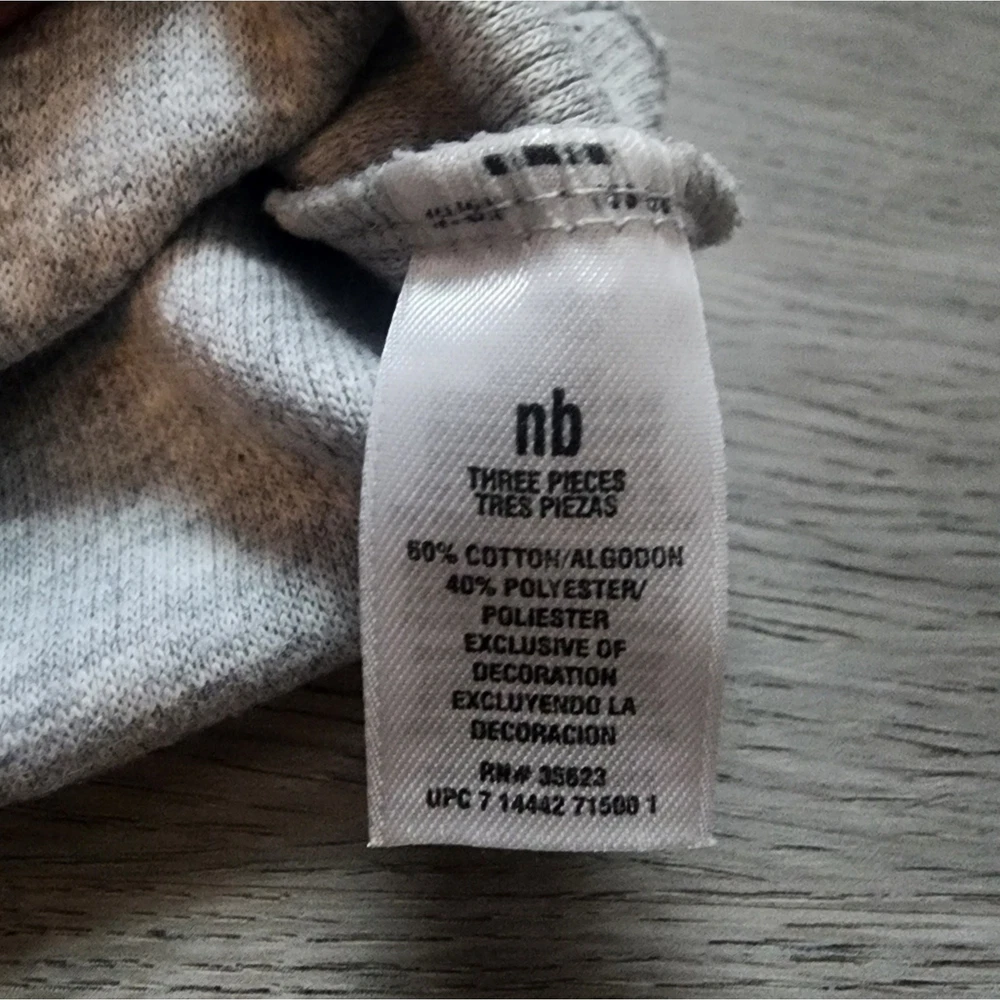 nb
THREE PIECES
TRES PIEZAS
60% COTTON/ALGODON
40% POLYESTER/
POLIESTER
EXCLUSIVE OF
DECORATION
EXCLUYENDO LA
DECORACION
RN# 35623
UPC 7 14442 71500 1